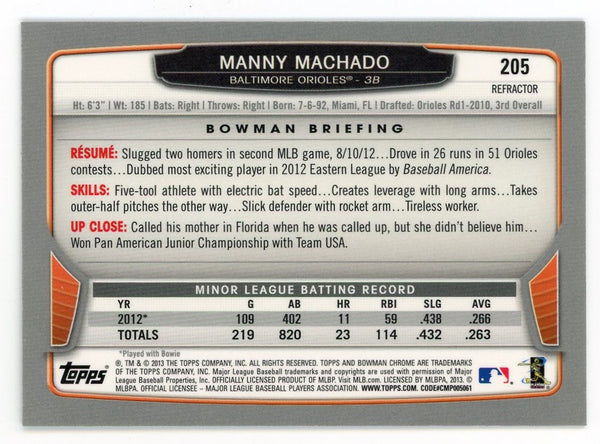 MANNY MACHADO
BALTIMORE ORIOLES® - 3B
205
REFRACTOR
Ht: 6'3" | Wt: 185 | Bats: Right | Throws: Right | Born: 7-6-92, Miami, FL | Drafted: Orioles Rd1-2010, 3rd Overall
BOWMAN BRIEFING
RÉSUMÉ: Slugged two homers in second MLB game, 8/10/12...Drove in 26 runs in 51 Orioles
contests...Dubbed most exciting player in 2012 Eastern League by Baseball America.
SKILLS: Five-tool athlete with electric bat speed...Creates leverage with long arms...Takes
outer-half pitches the other way...Slick defender with rocket arm...Tireless worker.
UP CLOSE: Called his mother in Florida when he was called up, but she didn't believe him...
Won Pan American Junior Championship with Team USA.
MINOR LEAGUE BATTING RECORD
YR G AB HR RBI SLG AVG
2012* 109 402 11 59 .438 .266
TOTALS 219 820 23 114 .432 .263
*Played with Bowie
®, TM & © 2013 THE TOPPS COMPANY, INC. ALL RIGHTS RESERVED. TOPPS AND BOWMAN CHROME ARE TRADEMARKS
OF THE TOPPS COMPANY, INC. Major League Baseball trademarks and copyrights are used with permission of Major
League Baseball Properties, Inc. OFFICIALLY LICENSED PRODUCT OF MLBP. Visit MLB.com. LICENSED BY MLBPA, 2013. ©
MLBPA. OFFICIAL LICENSEE – MAJOR LEAGUE BASEBALL PLAYERS ASSOCIATION. WWW.TOPPS.COM. CODE#CMP005061
Topps